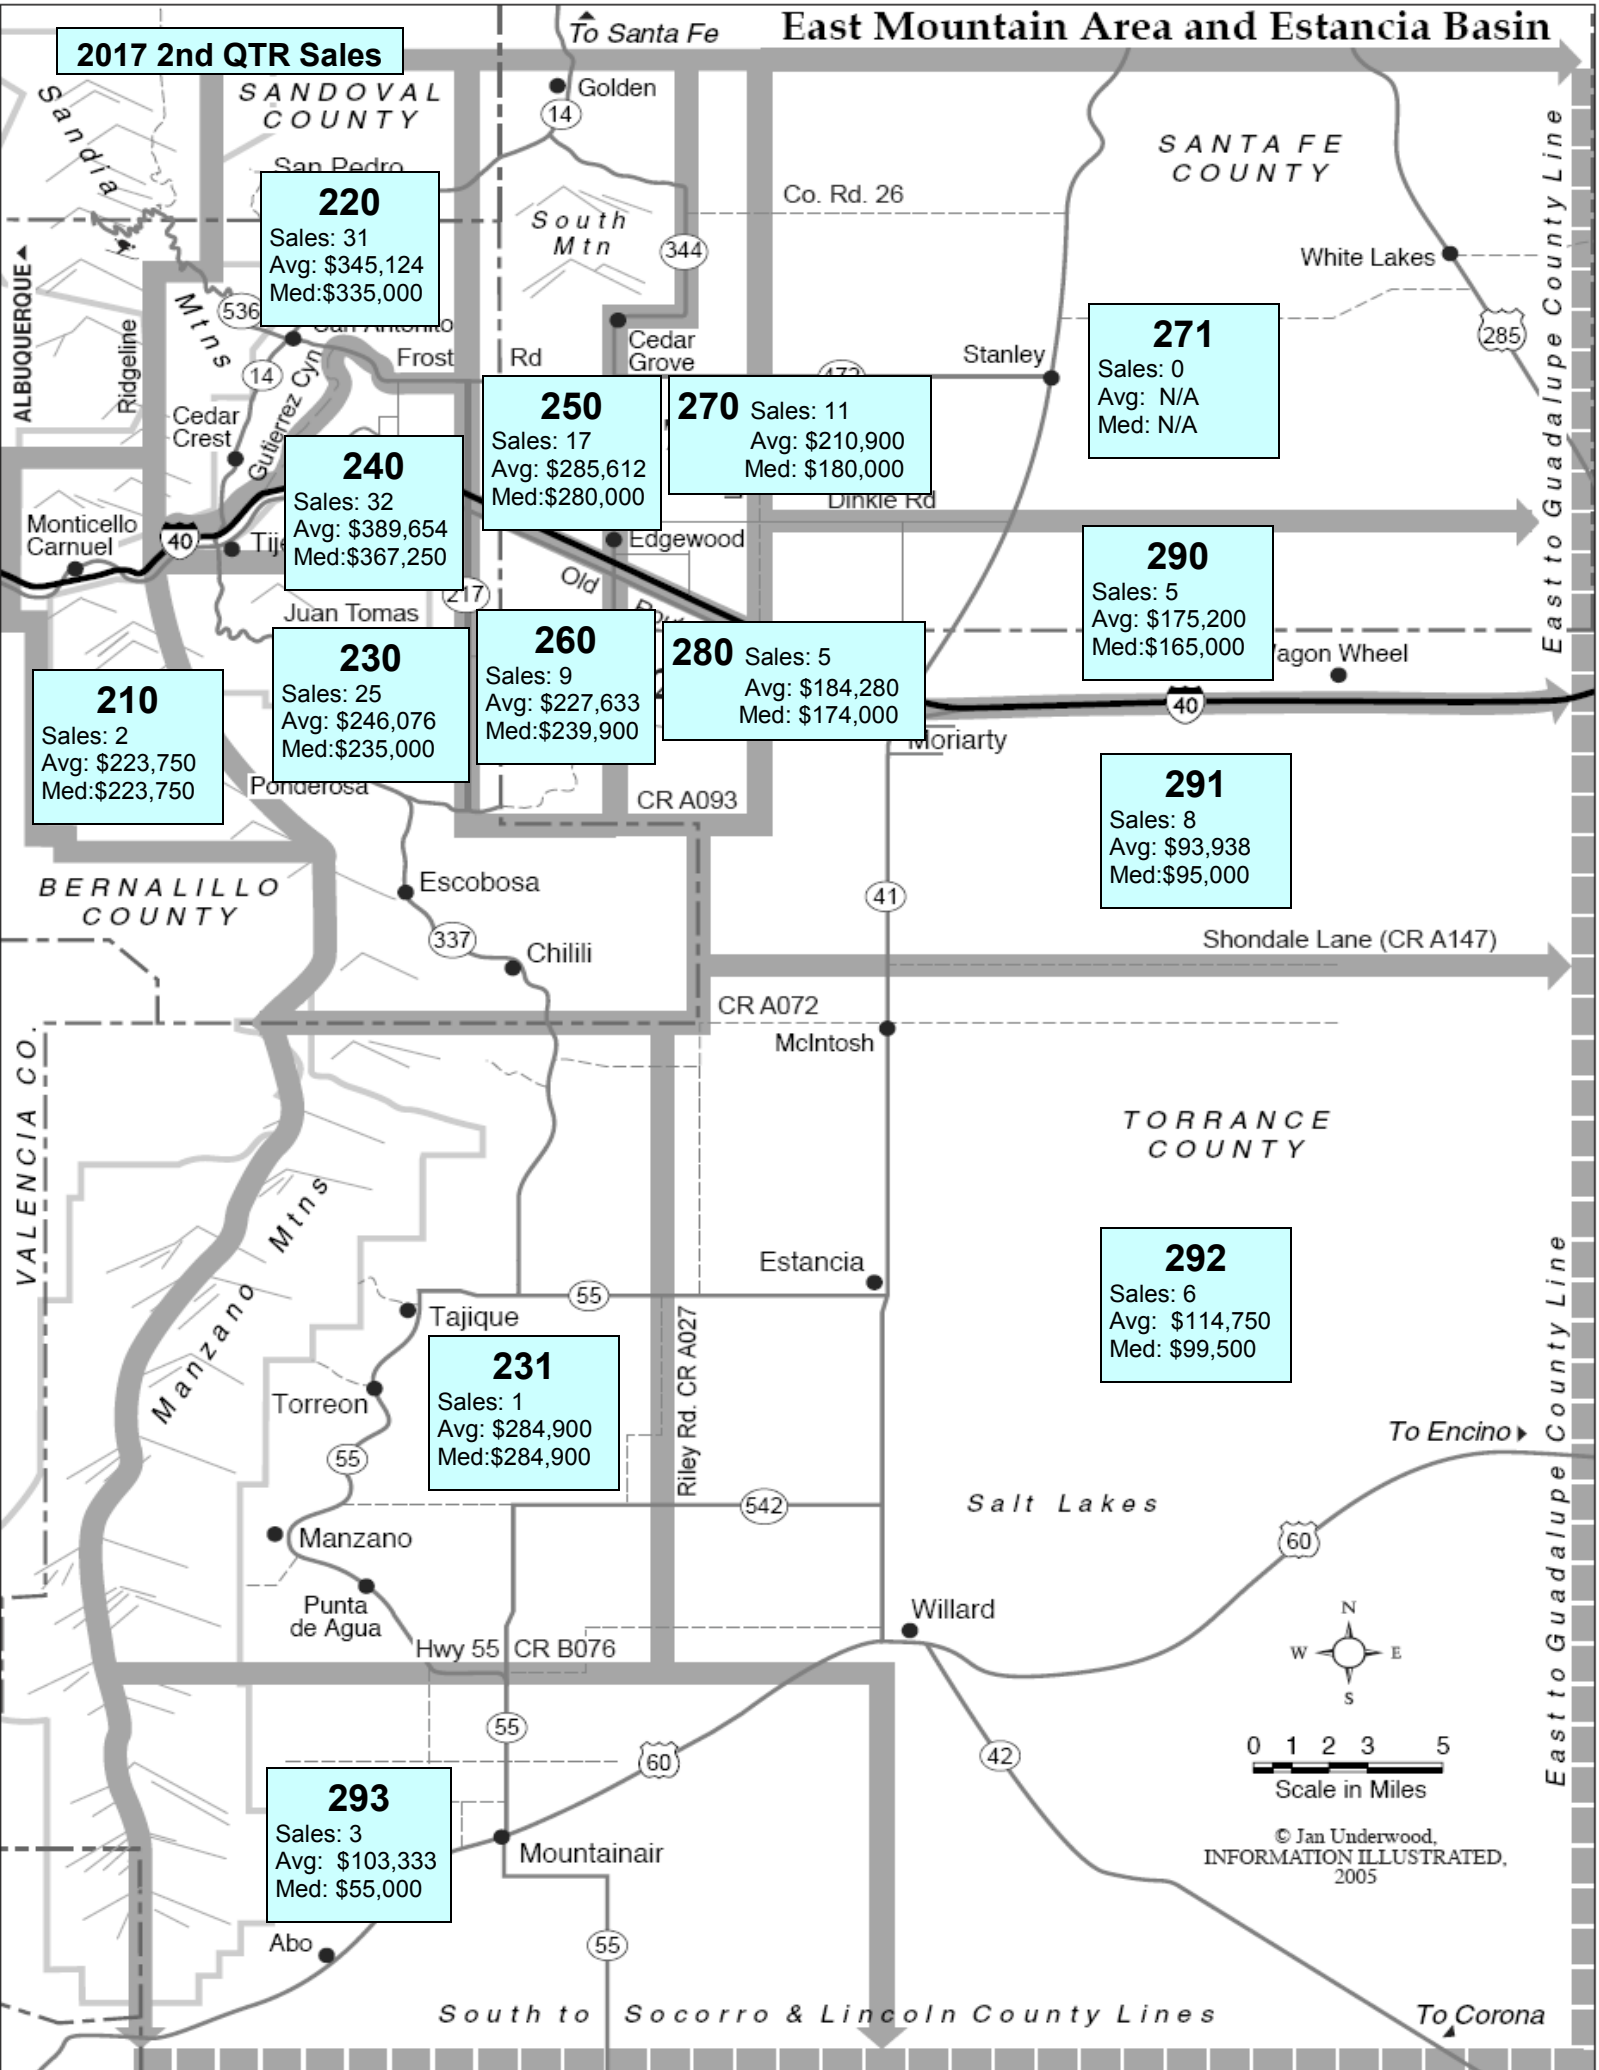 East Mountain Area and Estancia Basin
2017 2nd QTR Sales
To Santa Fe
Golden
14
SANDOVAL
COUNTY
Sandia
Mtns
SANTA FE
COUNTY
East to Guadalupe County Line
San Pedro
220
Sales: 31
Avg: $345,124
Med:$335,000
South
Mtn
344
Co. Rd. 26
White Lakes
285
ALBUQUERQUE
Ridgeline
536
San Antonito
14
Gutierrez Cyn
Cedar
Crest
Frost
Rd
Cedar
Grove
472
Stanley
271
Sales: 0
Avg: N/A
Med: N/A
250
Sales: 17
Avg: $285,612
Med:$280,000
270 Sales: 11
Avg: $210,900
Med: $180,000
Dinkle Rd
240
Sales: 32
Avg: $389,654
Med:$367,250
Monticello
Carnuel
40
Edgewood
Old
217
Juan Tomas
290
Sales: 5
Avg: $175,200
Med:$165,000
Wagon Wheel
40
210
Sales: 2
Avg: $223,750
Med:$223,750
230
Sales: 25
Avg: $246,076
Med:$235,000
260
Sales: 9
Avg: $227,633
Med:$239,900
280 Sales: 5
Avg: $184,280
Med: $174,000
Moriarty
Ponderosa
CR A093
291
Sales: 8
Avg: $93,938
Med:$95,000
BERNALILLO
COUNTY
Escobosa
337
Chilili
41
Shondale Lane (CR A147)
CR A072
McIntosh
VALENCIA CO.
TORRANCE
COUNTY
Manzano Mtns
Estancia
55
Tajique
292
Sales: 6
Avg: $114,750
Med: $99,500
East to Guadalupe County Line
231
Sales: 1
Avg: $284,900
Med:$284,900
Riley Rd. CR A027
Torreon
55
To Encino
Salt Lakes
542
60
Manzano
Punta
de Agua
Hwy 55
CR B076
Willard
N
W
E
S
55
60
42
0 1 2 3 5
Scale in Miles
© Jan Underwood,
INFORMATION ILLUSTRATED,
2005
293
Sales: 3
Avg: $103,333
Med: $55,000
Mountainair
Abo
55
South to Socorro & Lincoln County Lines
To Corona